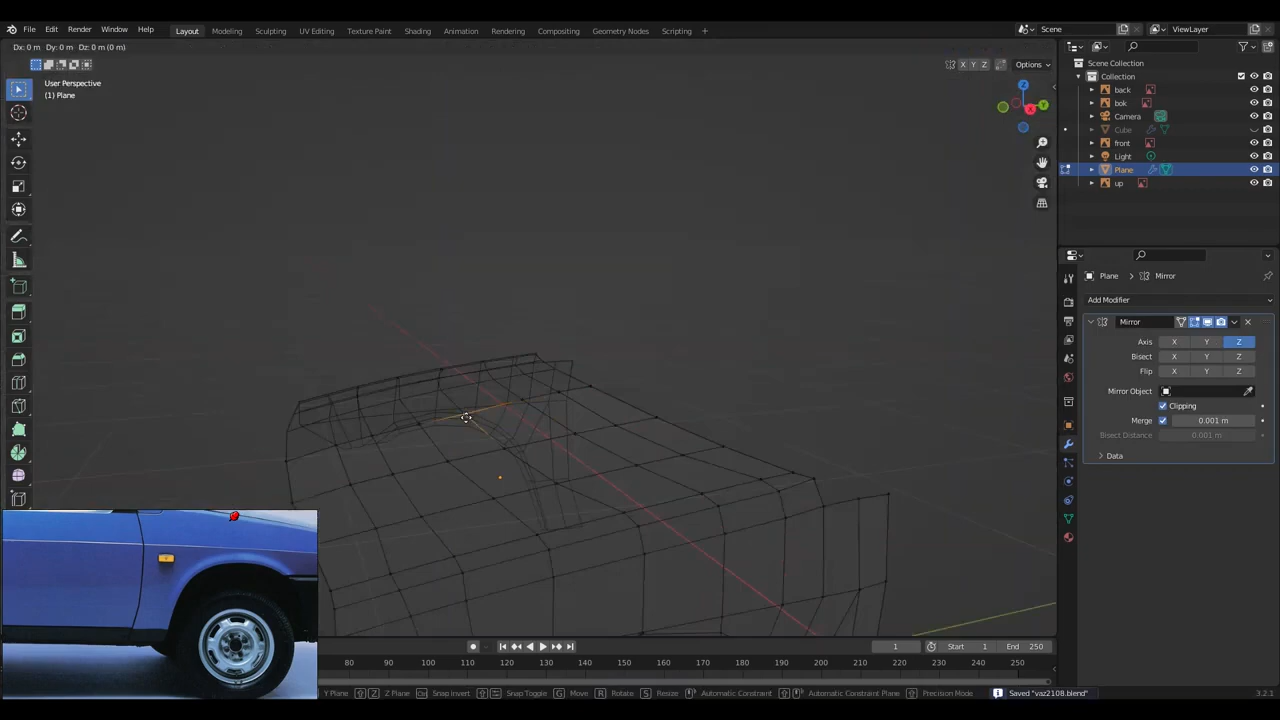 File Edit Render Window Help
Layout Modeling Sculpting UV Editing Texture Paint Shading Animation Rendering Compositing Geometry Nodes Scripting +
Scene
ViewLayer
Dx: 0 m Dy: 0 m Dz: 0 m (0 m)
X Y Z
Options
User Perspective
(1) Plane
Z
Y
X
Scene Collection
Collection
back
bok
Camera
Cube
front
Light
Plane
up
Plane > Mirror
Add Modifier
Mirror
Axis X Y Z
Bisect X Y Z
Flip X Y Z
Mirror Object
Clipping
Merge 0.001 m
Bisect Distance 0.001 m
Data
1 Start 1 End 250
80 90 100 110 120 130 140 150 160 170 180 190 200 210 220 230 240 250
Y Plane Z Z Plane Snap Invert Snap Toggle G Move R Rotate S Resize Automatic Constraint Automatic Constraint Plane Precision Mode
Saved "vaz2108.blend"
3.2.1